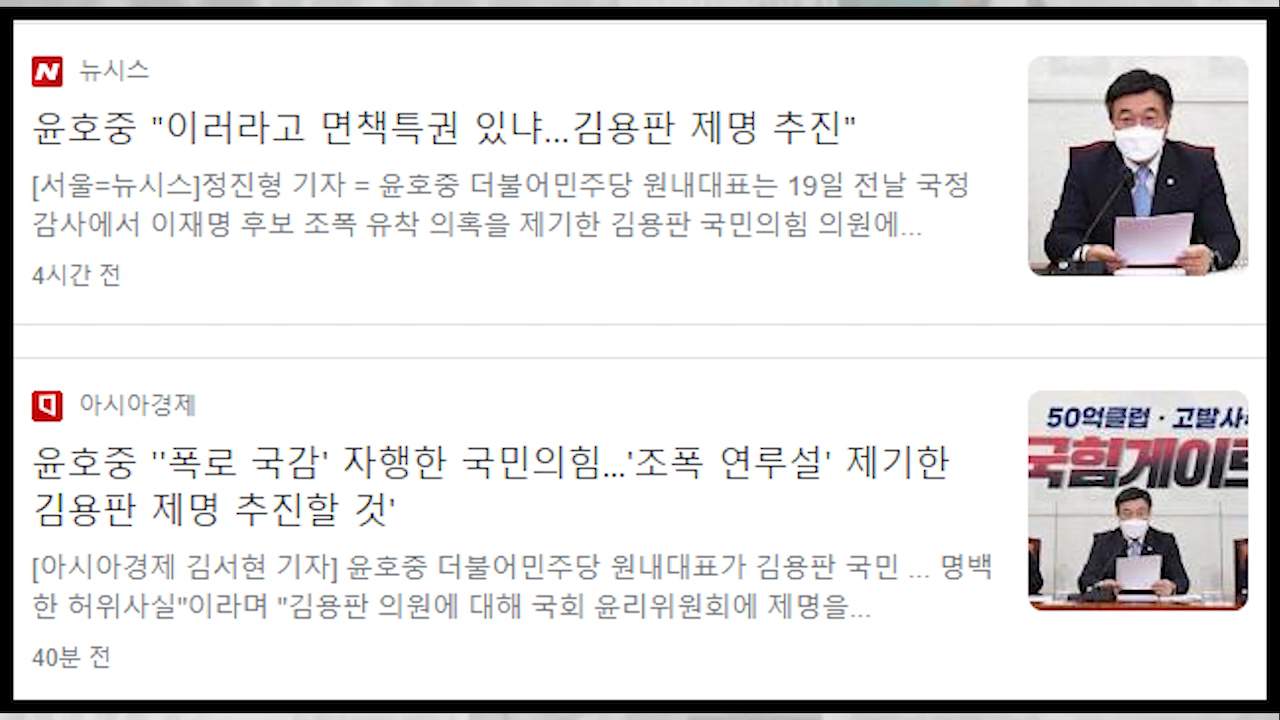 뉴시스
윤호중 "이러라고 면책특권 있냐...김용판 제명 추진"
[서울=뉴시스]정진형 기자 = 윤호중 더불어민주당 원내대표는 19일 전날 국정
감사에서 이재명 후보 조폭 유착 의혹을 제기한 김용판 국민의힘 의원에...
4시간 전
아시아경제
윤호중 ''폭로 국감' 자행한 국민의힘...'조폭 연루설' 제기한
김용판 제명 추진할 것'
[아시아경제 김서현 기자] 윤호중 더불어민주당 원내대표가 김용판 국민 ... 명백
한 허위사실"이라며 "김용판 의원에 대해 국회 윤리위원회에 제명을...
40분 전
50억클럽 · 고발사
국힘게이트